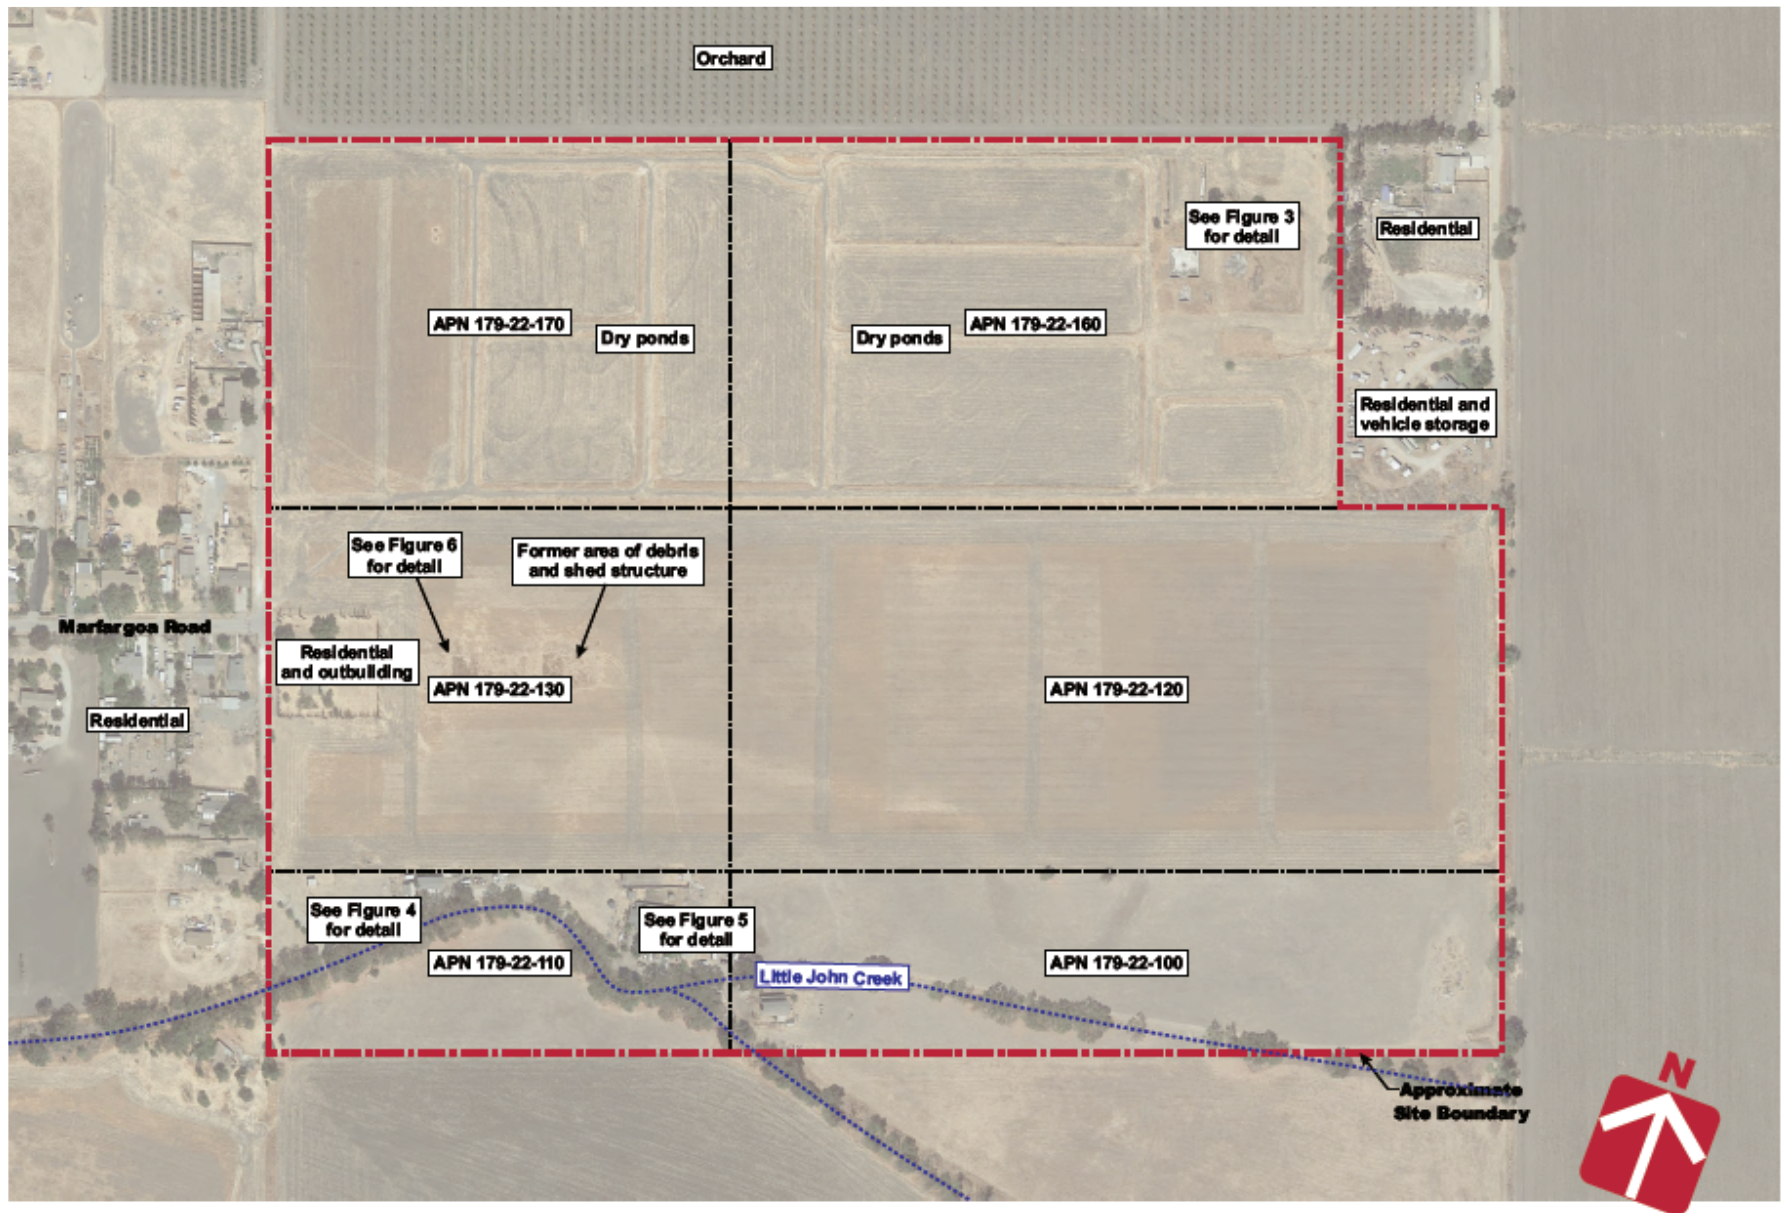 Orchard
See Figure 3
for detail
Residential
APN 179-22-170
Dry ponds
Dry ponds
APN 179-22-160
Residential and
vehicle storage
See Figure 6
for detail
Former area of debris
and shed structure
Marfargoa Road
Residential
and outbuilding
APN 179-22-130
APN 179-22-120
Residential
See Figure 4
for detail
See Figure 5
for detail
APN 179-22-110
Little John Creek
APN 179-22-100
Approximate
Site Boundary
N